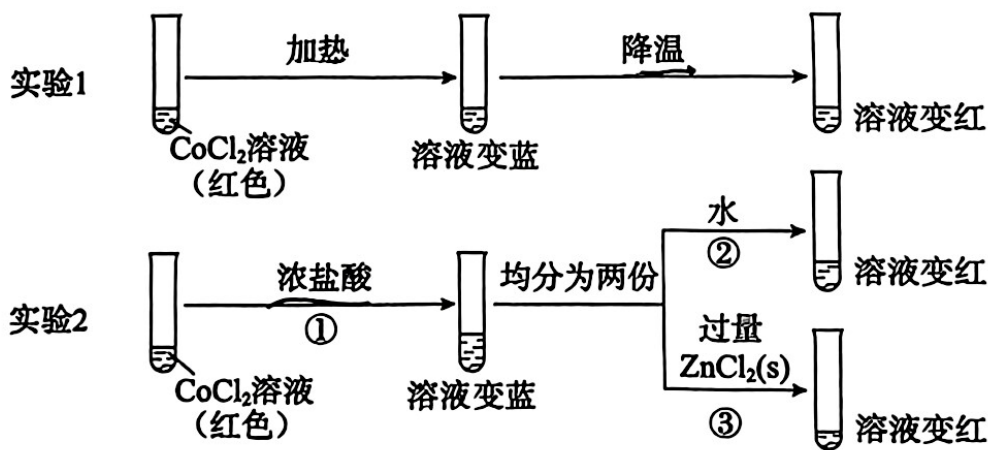 实验1
加热
降温
CoCl₂溶液
（红色）
溶液变蓝
溶液变红
实验2
浓盐酸
①
CoCl₂溶液
（红色）
溶液变蓝
均分为两份
水
②
溶液变红
过量
ZnCl₂(s)
③
溶液变红